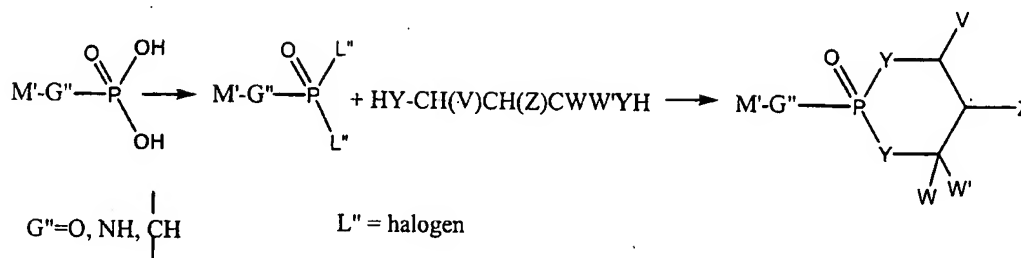 O OH
M'-G"-P
OH
O L"
M'-G"-P
L"
+ HY-CH(V)CH(Z)CWW'YH
V
O Y
M'-G"-P Z
Y
W W'
G"=O, NH, CH
L" = halogen